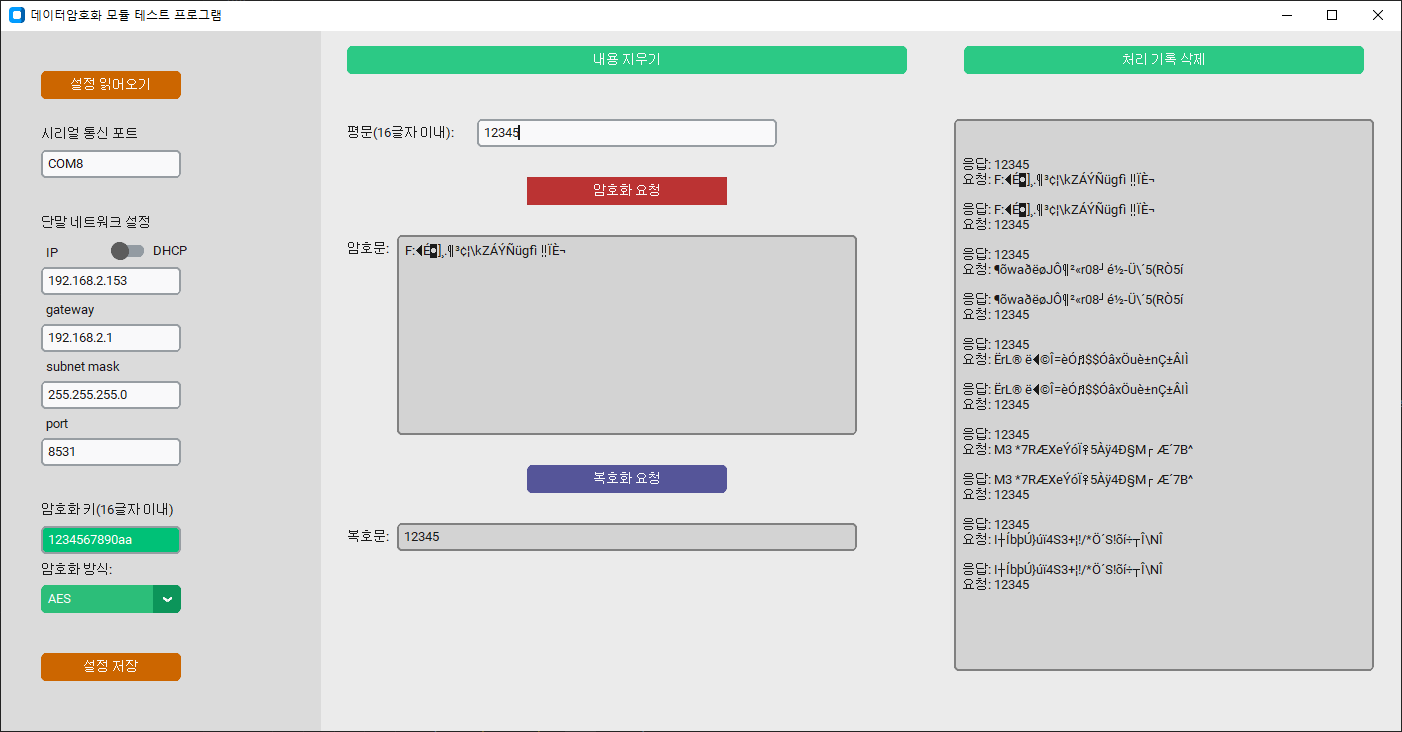 데이터암호화 모듈 테스트 프로그램
설정 읽어오기
시리얼 통신 포트
COM8
단말 네트워크 설정
IP
DHCP
192.168.2.153
gateway
192.168.2.1
subnet mask
255.255.255.0
port
8531
암호화 키(16글자 이내)
1234567890aa
암호화 방식:
AES
설정 저장
내용 지우기
평문(16글자 이내):
12345
암호화 요청
암호문:
F:◀É◘],.¶³¢¦\kZÁÝÑügfì ‼ÏÈ¬
복호화 요청
복호문:
12345
처리 기록 삭제
응답: 12345
요청: F:◀É◘],.¶³¢¦\kZÁÝÑügfì ‼ÏÈ¬
응답: F:◀É◘],.¶³¢¦\kZÁÝÑügfì ‼ÏÈ¬
요청: 12345
응답: 12345
요청: ¶õwaðëøJÔ¶²«r08┘é½-Ü\´5(RÒ5í
응답: ¶õwaðëøJÔ¶²«r08┘é½-Ü\´5(RÒ5í
요청: 12345
응답: 12345
요청: ËrL® ë◀©Î=èÓ♬$$ÓâxÖuè±nÇ±ÂIÌ
응답: ËrL® ë◀©Î=èÓ♬$$ÓâxÖuè±nÇ±ÂIÌ
요청: 12345
응답: 12345
요청: M3 *7RÆXeÝóÏ♀5Àÿ4Ð§M┌ Æ´7B^
응답: M3 *7RÆXeÝóÏ♀5Àÿ4Ð§M┌ Æ´7B^
요청: 12345
응답: 12345
요청: I┼ÍbþÚ}úï4S3+¦!/*Ö´S!õí÷┬Î\NÎ
응답: I┼ÍbþÚ}úï4S3+¦!/*Ö´S!õí÷┬Î\NÎ
요청: 12345